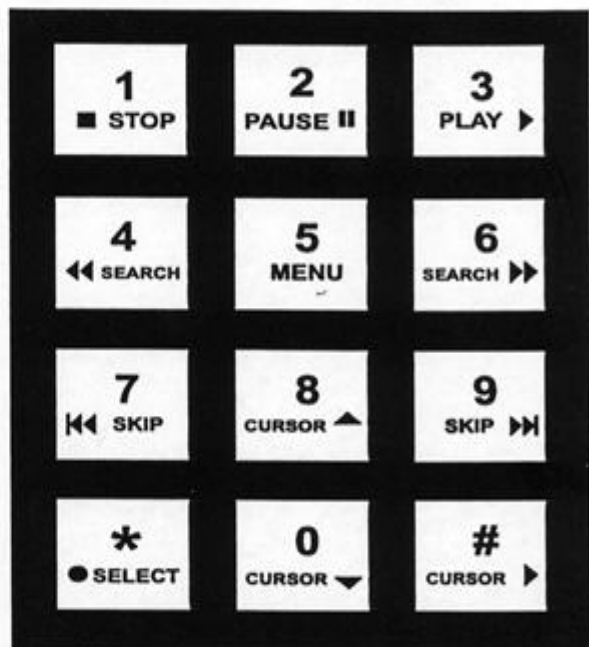 1
■ STOP
2
PAUSE ⏸
3
PLAY ▶
4
◀◀ SEARCH
5
MENU
6
SEARCH ▶▶
7
|◀◀ SKIP
8
CURSOR ▲
9
SKIP ▶▶|
*
● SELECT
0
CURSOR ▼
#
CURSOR ▶